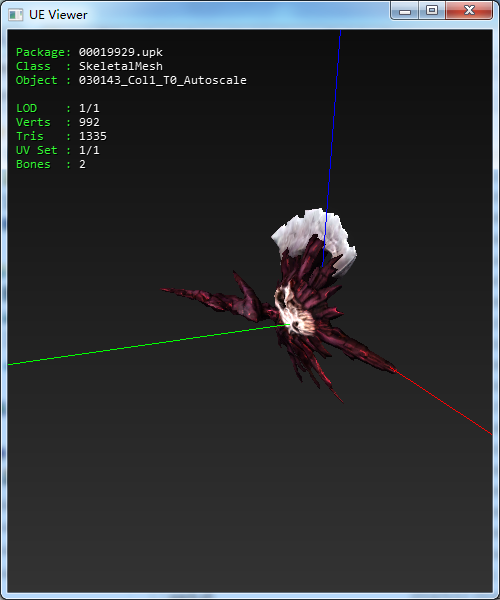 UE Viewer
Package: 00019929.upk
Class : SkeletalMesh
Object : 030143_Col1_T0_Autoscale
LOD : 1/1
Verts : 992
Tris : 1335
UV Set : 1/1
Bones : 2